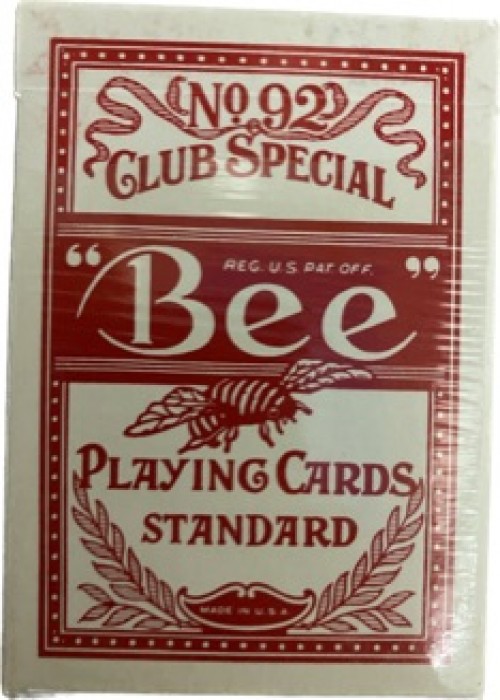 No 92
CLUB SPECIAL
REG. U.S. PAT. OFF.
“Bee”
PLAYING CARDS
STANDARD
MADE IN U.S.A